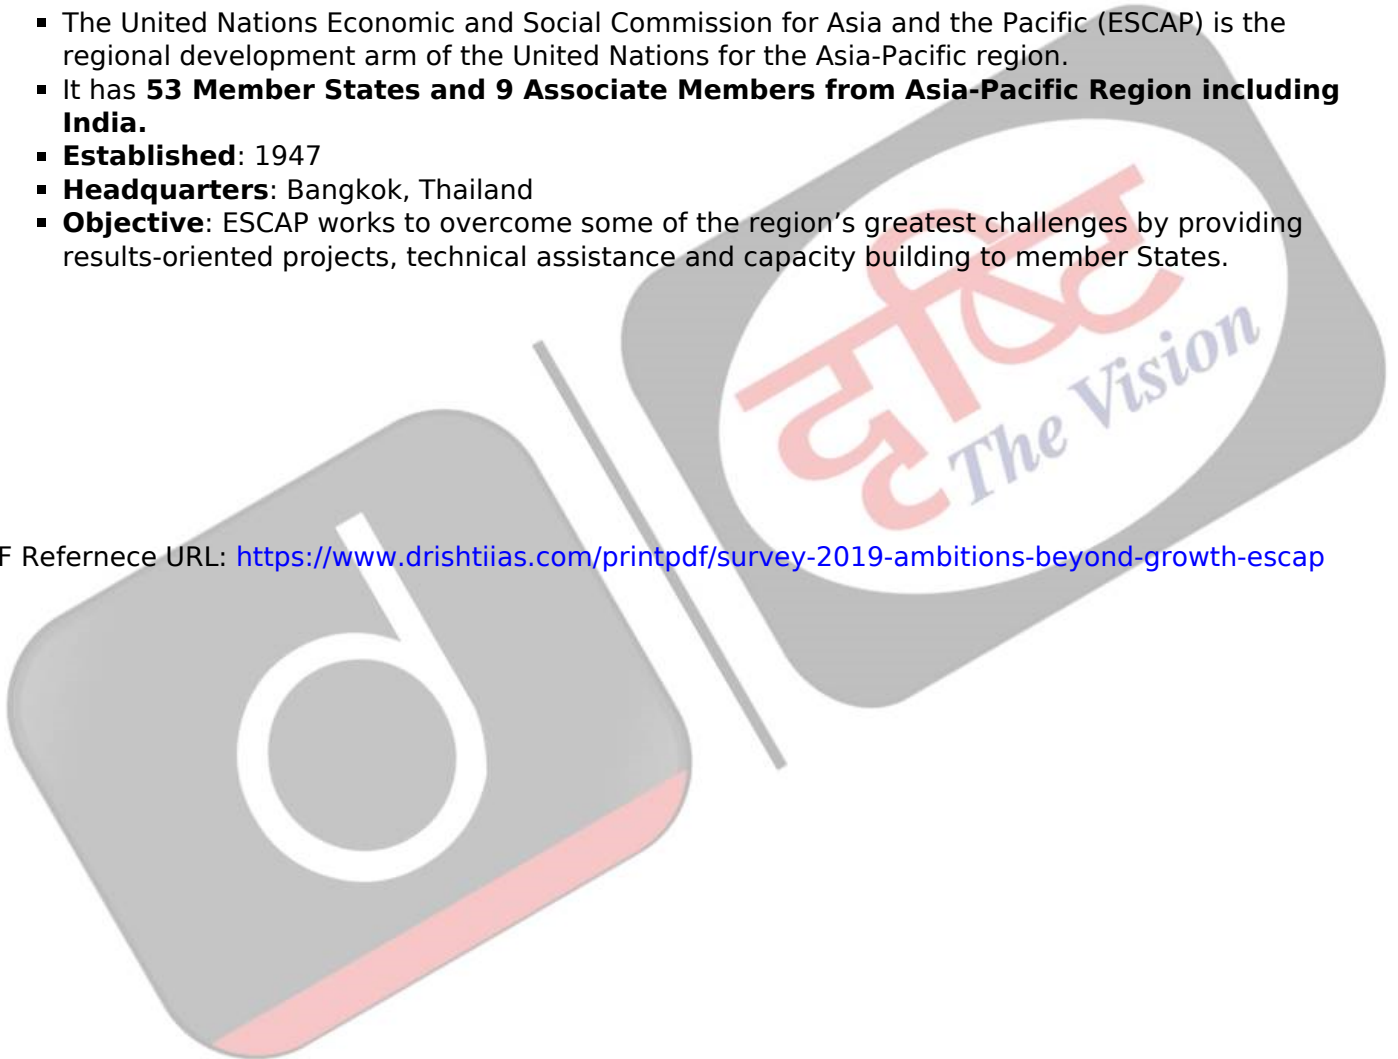 ▪ The United Nations Economic and Social Commission for Asia and the Pacific (ESCAP) is the
regional development arm of the United Nations for the Asia-Pacific region.
▪ It has 53 Member States and 9 Associate Members from Asia-Pacific Region including
India.
▪ Established: 1947
▪ Headquarters: Bangkok, Thailand
▪ Objective: ESCAP works to overcome some of the region’s greatest challenges by providing
results-oriented projects, technical assistance and capacity building to member States.
दृष्टि
The Vision
F Refernece URL: https://www.drishtiias.com/printpdf/survey-2019-ambitions-beyond-growth-escap
d